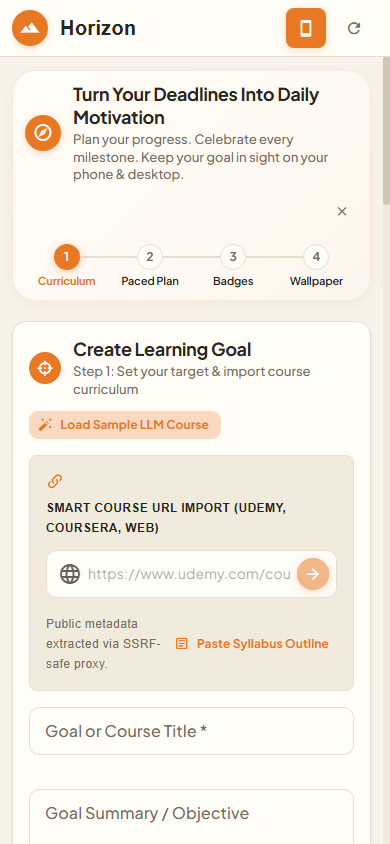 Horizon
Turn Your Deadlines Into Daily
Motivation
Plan your progress. Celebrate every
milestone. Keep your goal in sight on your
phone & desktop.
1
2
3
4
Curriculum
Paced Plan
Badges
Wallpaper
Create Learning Goal
Step 1: Set your target & import course
curriculum
Load Sample LLM Course
SMART COURSE URL IMPORT (UDEMY,
COURSERA, WEB)
https://www.udemy.com/cou
Public metadata
extracted via SSRF-
safe proxy.
Paste Syllabus Outline
Goal or Course Title *
Goal Summary / Objective